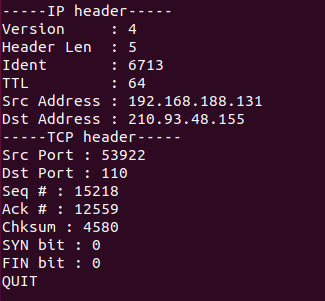 -----IP header-----
Version     : 4
Header Len  : 5
Ident       : 6713
TTL         : 64
Src Address : 192.168.188.131
Dst Address : 210.93.48.155
-----TCP header-----
Src Port : 53922
Dst Port : 110
Seq # : 15218
Ack # : 12559
Chksum : 4580
SYN bit : 0
FIN bit : 0
QUIT